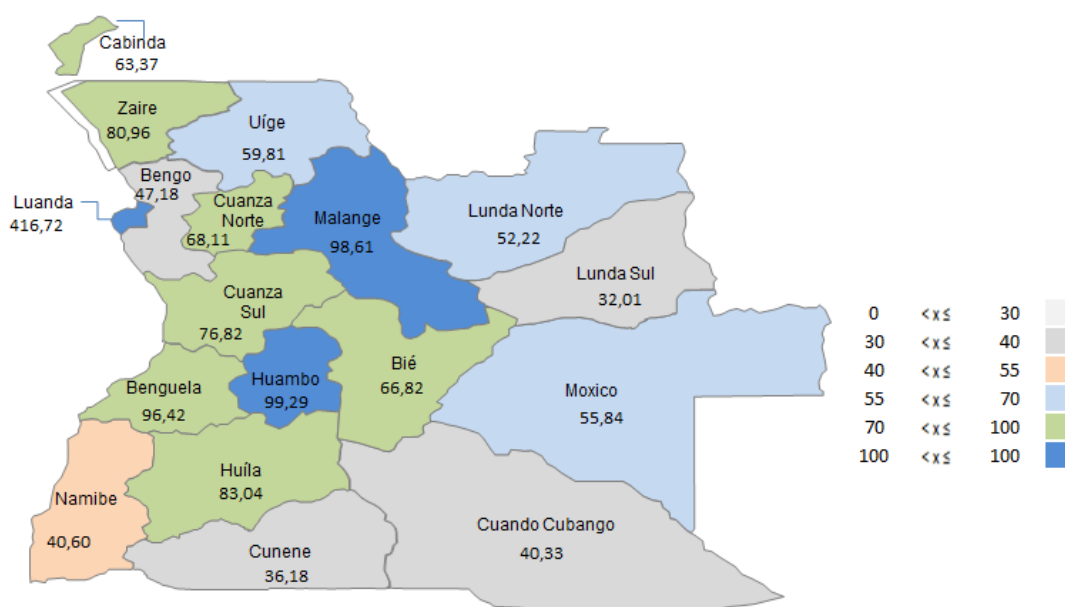 Cabinda
63,37
Zaire
80,96
Uíge
59,81
Bengo
47,18
Luanda
416,72
Cuanza
Norte
68,11
Malange
98,61
Lunda Norte
52,22
Lunda Sul
32,01
Cuanza
Sul
76,82
Benguela
96,42
Huambo
99,29
Bié
66,82
Moxico
55,84
Namibe
40,60
Huíla
83,04
Cunene
36,18
Cuando Cubango
40,33
0 <x≤ 30
30 <x≤ 40
40 <x≤ 55
55 <x≤ 70
70 <x≤ 100
100 <x≤ 100